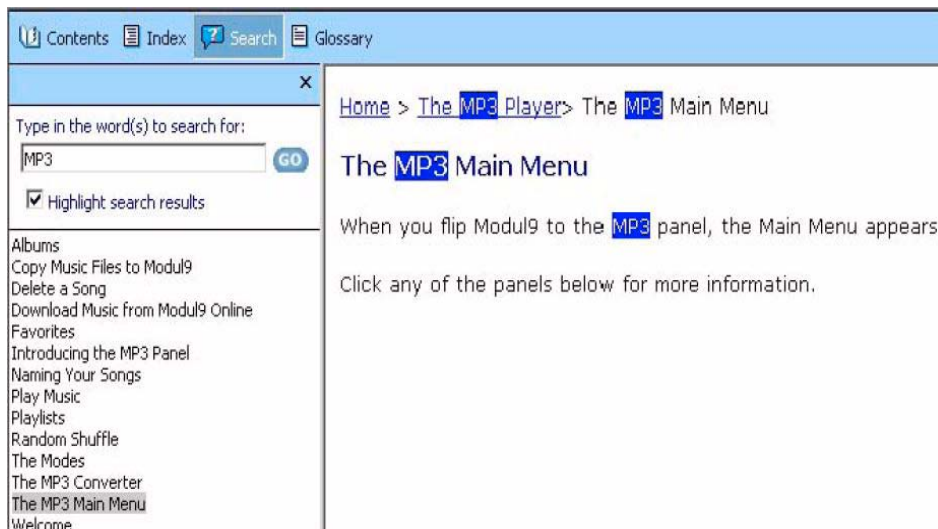 Contents Index Search Glossary
x
Type in the word(s) to search for:
MP3 GO
Highlight search results
Albums
Copy Music Files to Modul9
Delete a Song
Download Music from Modul9 Online
Favorites
Introducing the MP3 Panel
Naming Your Songs
Play Music
Playlists
Random Shuffle
The Modes
The MP3 Converter
The MP3 Main Menu
Welcome
Home > The MP3 Player> The MP3 Main Menu
The MP3 Main Menu
When you flip Modul9 to the MP3 panel, the Main Menu appears
Click any of the panels below for more information.